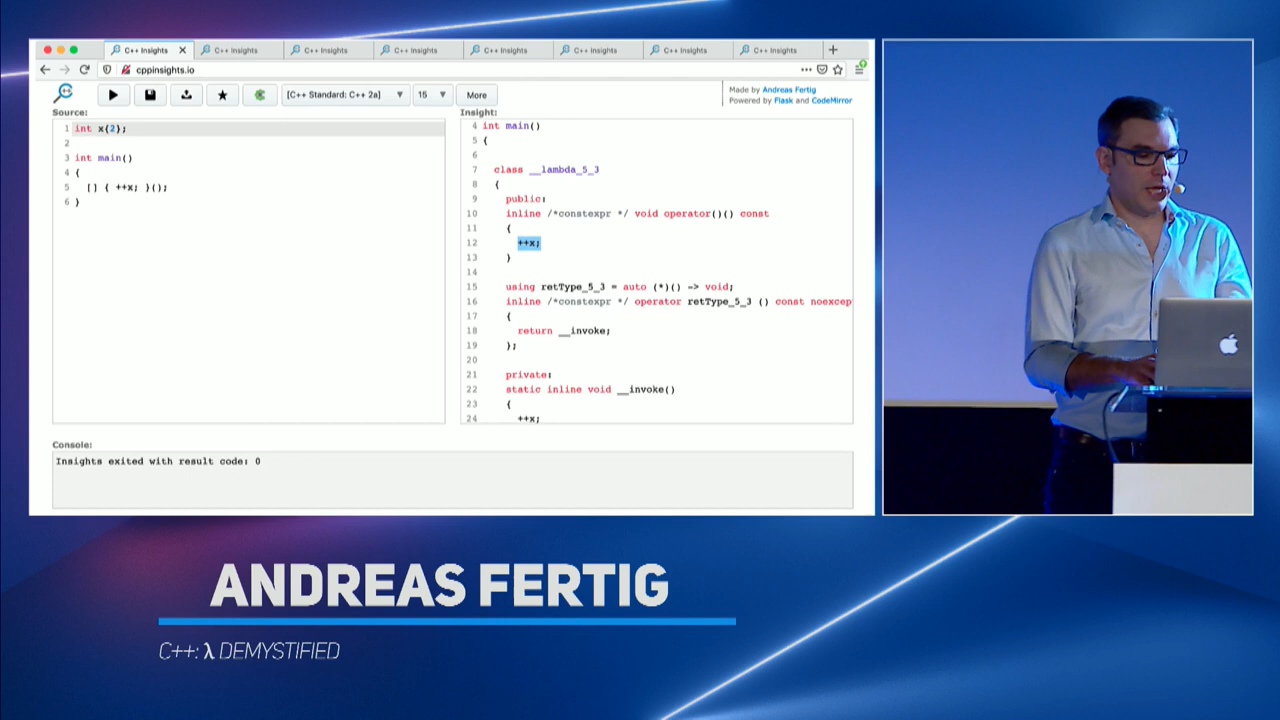 C++ Insights
C++ Insights
C++ Insights
C++ Insights
C++ Insights
C++ Insights
C++ Insights
C++ Insights
cppinsights.io
[C++ Standard: C++ 2a]
15
More
Made by Andreas Fertig
Powered by Flask and CodeMirror
Source:
1 int x{2};
2
3 int main()
4 {
5 [] { ++x; }();
6 }
Insight:
4 int main()
5 {
6
7 class __lambda_5_3
8 {
9 public:
10 inline /*constexpr */ void operator()() const
11 {
12 ++x;
13 }
14
15 using retType_5_3 = auto (*)() -> void;
16 inline /*constexpr */ operator retType_5_3 () const noexcep
17 {
18 return __invoke;
19 };
20
21 private:
22 static inline void __invoke()
23 {
24 ++x;
Console:
Insights exited with result code: 0
ANDREAS FERTIG
C++: λ DEMYSTIFIED